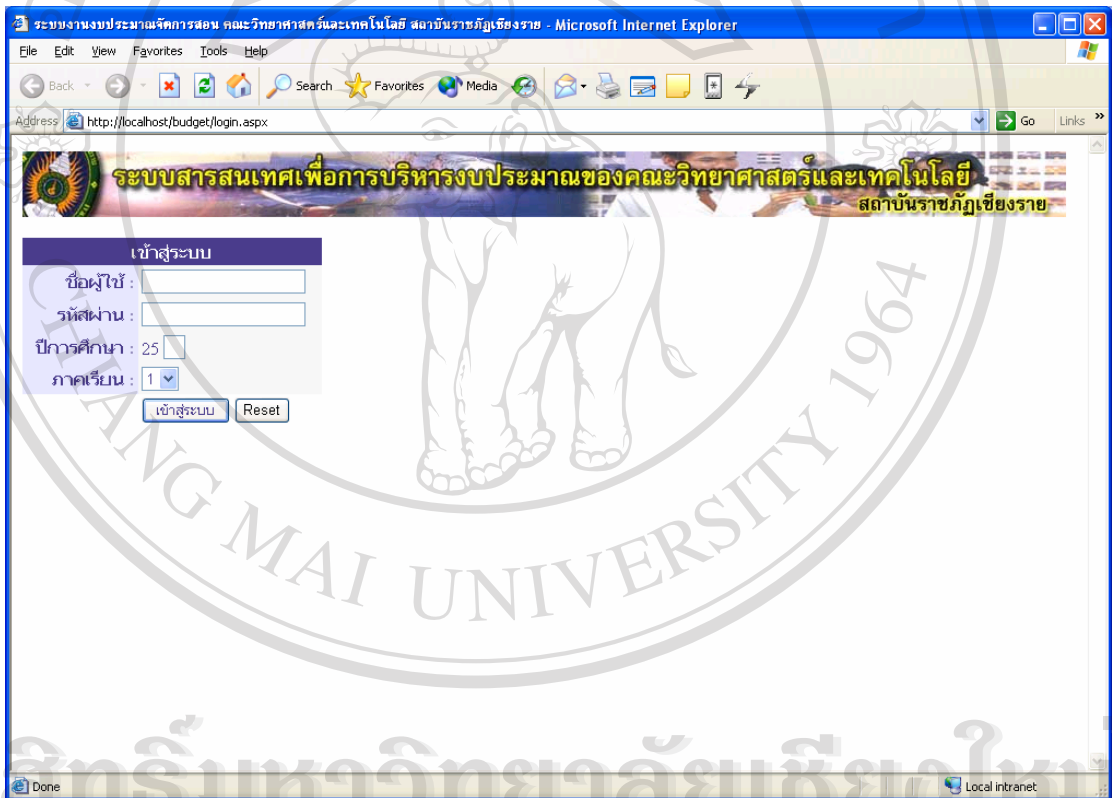 ระบบงานงบประมาณจัดการสอน คณะวิทยาศาสตร์และเทคโนโลยี สถาบันราชภัฏเชียงราย - Microsoft Internet Explorer
File Edit View Favorites Tools Help
Back Search Favorites Media
Address http://localhost/budget/login.aspx Go Links »
ระบบสารสนเทศเพื่อการบริหารงบประมาณของคณะวิทยาศาสตร์และเทคโนโลยี
สถาบันราชภัฏเชียงราย
เข้าสู่ระบบ
ชื่อผู้ใช้ :
รหัสผ่าน :
ปีการศึกษา : 25
ภาคเรียน : 1
เข้าสู่ระบบ Reset
CHIANG MAI UNIVERSITY 1964
Done Local intranet